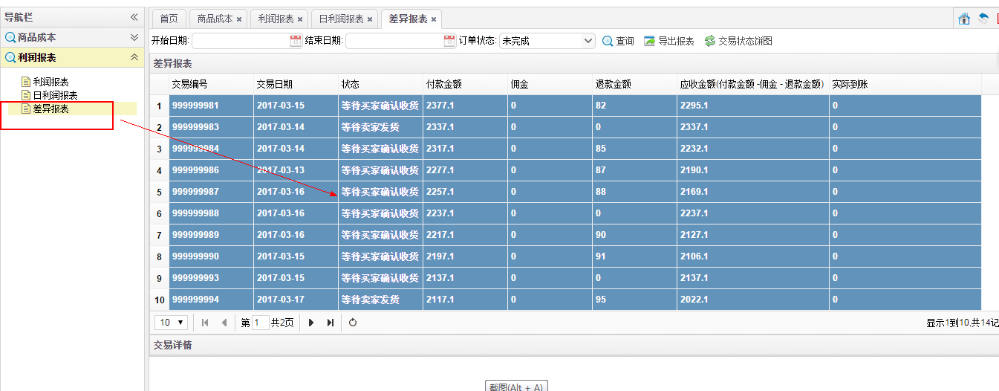 导航栏
商品成本
利润报表
利润报表
日利润报表
差异报表
首页 商品成本 利润报表 日利润报表 差异报表
开始日期: 结束日期: 订单状态: 未完成 查询 导出报表 交易状态饼图
差异报表
交易编号 交易日期 状态 付款金额 佣金 退款金额 应收金额(付款金额 -佣金 - 退款金额) 实际到账
1 999999981 2017-03-15 等待买家确认收货 2377.1 0 82 2295.1 0
2 999999983 2017-03-14 等待卖家发货 2337.1 0 0 2337.1 0
3 999999984 2017-03-14 等待买家确认收货 2317.1 0 85 2232.1 0
4 999999986 2017-03-13 等待买家确认收货 2277.1 0 87 2190.1 0
5 999999987 2017-03-16 等待买家确认收货 2257.1 0 88 2169.1 0
6 999999988 2017-03-16 等待买家确认收货 2237.1 0 0 2237.1 0
7 999999989 2017-03-16 等待买家确认收货 2217.1 0 90 2127.1 0
8 999999990 2017-03-15 等待买家确认收货 2197.1 0 91 2106.1 0
9 999999993 2017-03-15 等待买家确认收货 2137.1 0 0 2137.1 0
10 999999994 2017-03-17 等待卖家发货 2117.1 0 95 2022.1 0
10 第 1 共2页 显示1到10,共14记
交易详情
截图(Alt + A)